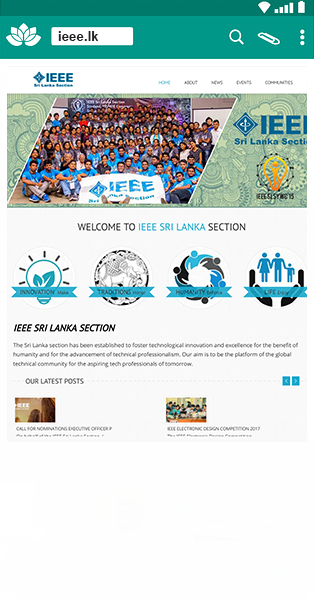 ieee.lk
IEEE
Sri Lanka Section
HOME ABOUT NEWS EVENTS COMMUNITIES
IEEE Sri Lanka Section
IEEE
IEEE
Sri Lanka Secti
IEEE SLSYWC'15
WELCOME TO IEEE SRI LANKA SECTION
INNOVATION TRADITIONS HUMANITY LIFE
IEEE SRI LANKA SECTION
The Sri Lanka section has been established to foster technological innovation and excellence for the benefit of
humanity and for the advancement of technical professionalism. Our aim is to be the platform of the global
technical community for the aspiring tech professionals of tomorrow.
OUR LATEST POSTS
CALL FOR NOMINATIONS EXECUTIVE OFFICER P
IEEE ELECTRONIC DESIGN COMPETITION 2017